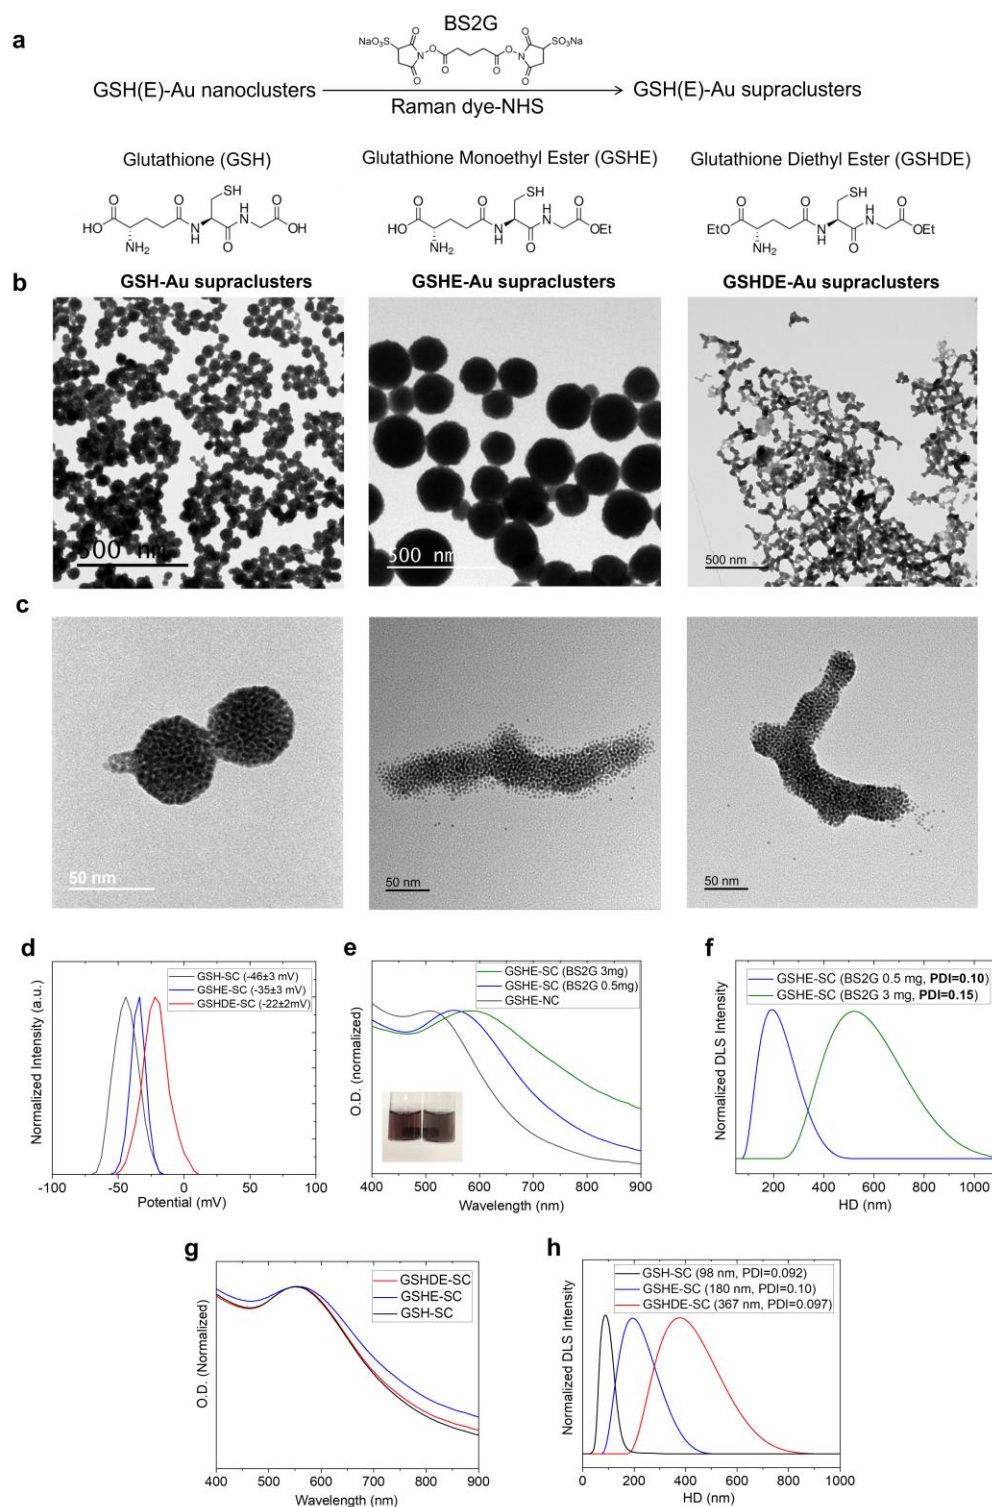 a
BS2G
GSH(E)-Au nanoclusters
GSH(E)-Au supraclusters
Raman dye-NHS
NaO₃S
SO₃Na
O
O
O
O
N
O
O
N
O
O
O
O
Glutathione (GSH)
Glutathione Monoethyl Ester (GSHE)
Glutathione Diethyl Ester (GSHDE)
SH
O
O
H
N
O
HO
N
H
OH
NH₂
O
SH
O
O
H
N
O
HO
N
H
OEt
NH₂
O
SH
O
O
H
N
O
EtO
N
H
OEt
NH₂
O
b
GSH-Au supraclusters
GSHE-Au supraclusters
GSHDE-Au supraclusters
500 nm
500 nm
500 nm
c
50 nm
50 nm
50 nm
d
GSH-SC (-46±3 mV)
GSHE-SC (-35±3 mV)
GSHDE-SC (-22±2mV)
Normalized Intensity (a.u.)
-100 -50 0 50 100
Potential (mV)
e
GSHE-SC (BS2G 3mg)
GSHE-SC (BS2G 0.5mg)
GSHE-NC
O.D. (normalized)
400 500 600 700 800 900
Wavelength (nm)
f
GSHE-SC (BS2G 0.5 mg, PDI=0.10)
GSHE-SC (BS2G 3 mg, PDI=0.15)
Normalized DLS Intensity
200 400 600 800 1000
HD (nm)
g
GSHDE-SC
GSHE-SC
GSH-SC
O.D. (Normalized)
400 500 600 700 800 900
Wavelength (nm)
h
GSH-SC (98 nm, PDI=0.092)
GSHE-SC (180 nm, PDI=0.10)
GSHDE-SC (367 nm, PDI=0.097)
Normalized DLS Intensity
0 200 400 600 800 1000
HD (nm)